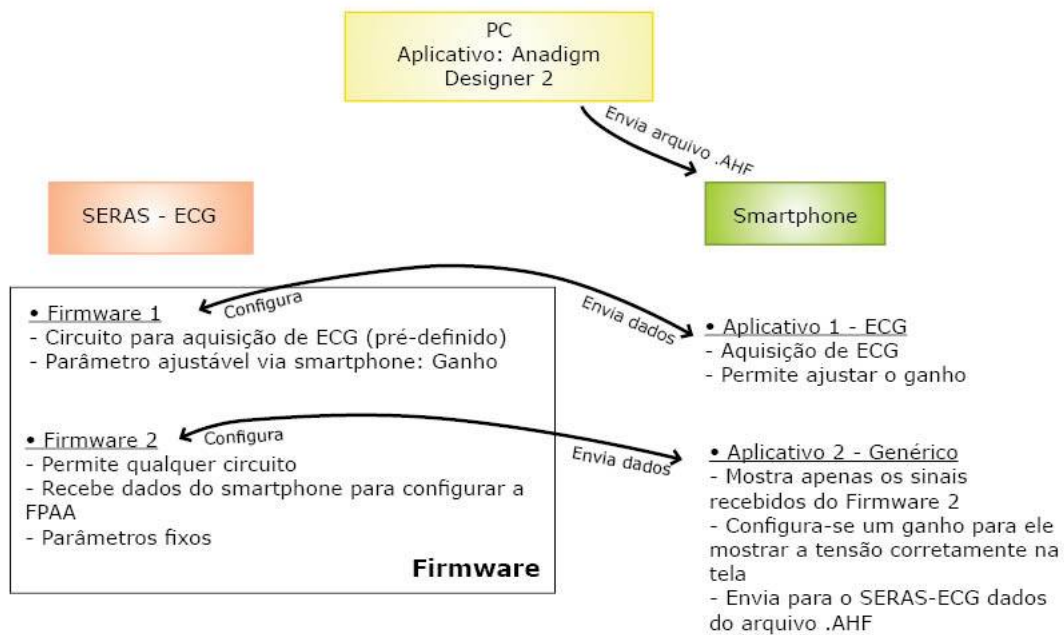 PC
Aplicativo: Anadigm
Designer 2
Envia arquivo .AHF
SERAS - ECG
Smartphone
Configura
Envia dados
• Firmware 1
- Circuito para aquisição de ECG (pré-definido)
- Parâmetro ajustável via smartphone: Ganho
• Aplicativo 1 - ECG
- Aquisição de ECG
- Permite ajustar o ganho
Configura
Envia dados
• Firmware 2
- Permite qualquer circuito
- Recebe dados do smartphone para configurar a
FPAA
- Parâmetros fixos
Firmware
• Aplicativo 2 - Genérico
- Mostra apenas os sinais
recebidos do Firmware 2
- Configura-se um ganho para ele
mostrar a tensão corretamente na
tela
- Envia para o SERAS-ECG dados
do arquivo .AHF